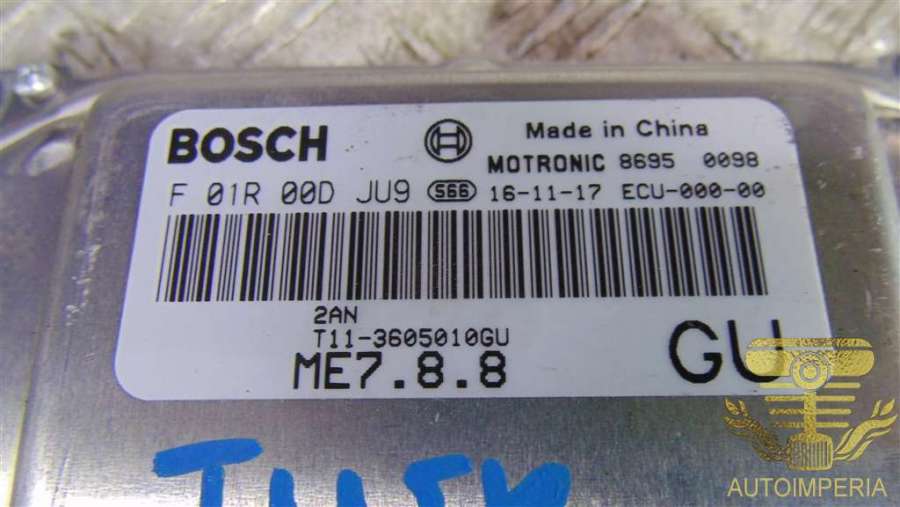 BOSCH Made in China
MOTRONIC 8695 0098
F 01R 00D JU9 S66 16-11-17 ECU-000-00
2AN
T11-3605010GU
ME7.8.8 GU
AUTOIMPERIA